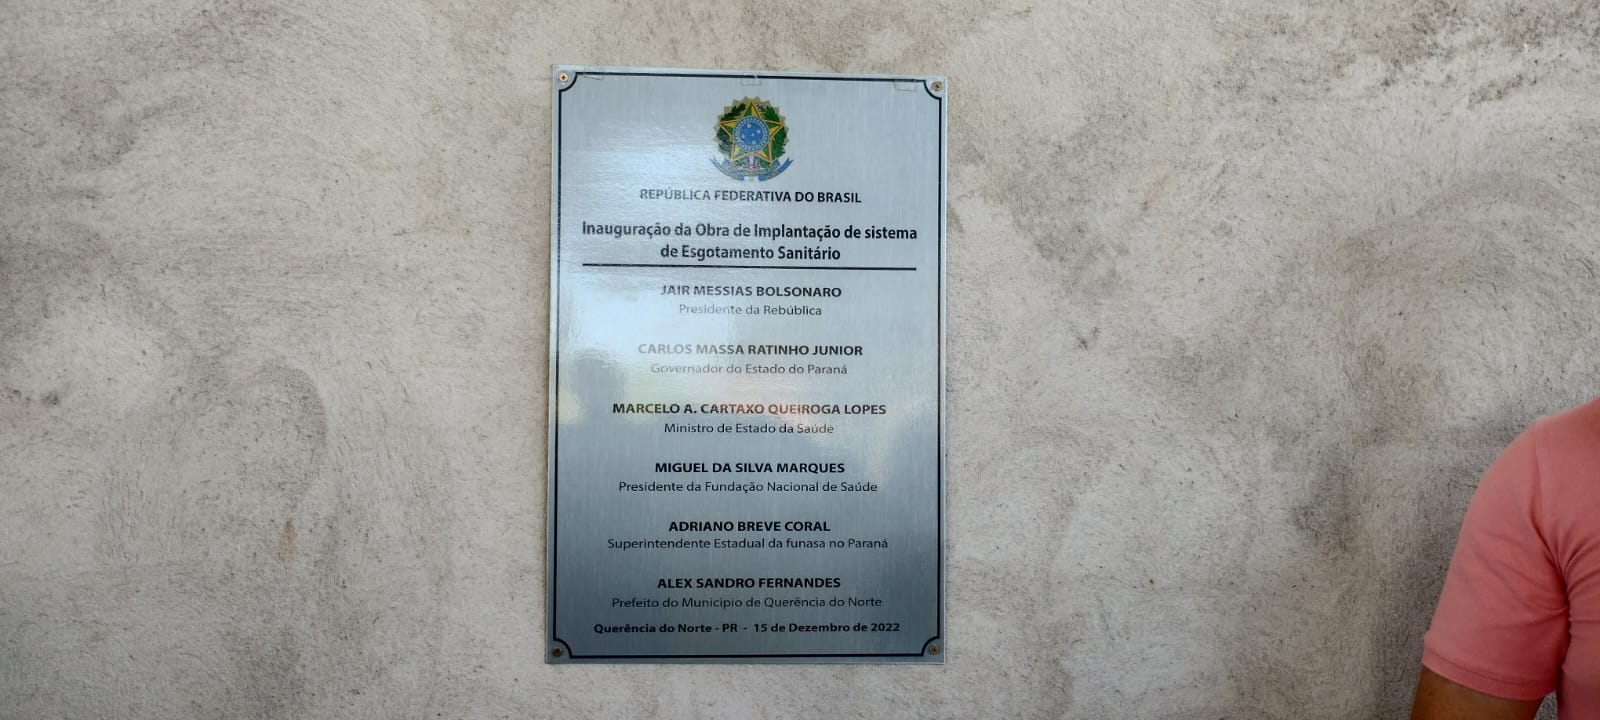 REPÚBLICA FEDERATIVA DO BRASIL
Inauguração da Obra de Implantação de sistema
de Esgotamento Sanitário
JAIR MESSIAS BOLSONARO
Presidente da Rebública
CARLOS MASSA RATINHO JUNIOR
Governador do Estado do Paraná
MARCELO A. CARTAXO QUEIROGA LOPES
Ministro de Estado da Saúde
MIGUEL DA SILVA MARQUES
Presidente da Fundação Nacional de Saúde
ADRIANO BREVE CORAL
Superintendente Estadual da funasa no Paraná
ALEX SANDRO FERNANDES
Prefeito do Municipio de Querência do Norte
Querência do Norte - PR - 15 de Dezembro de 2022